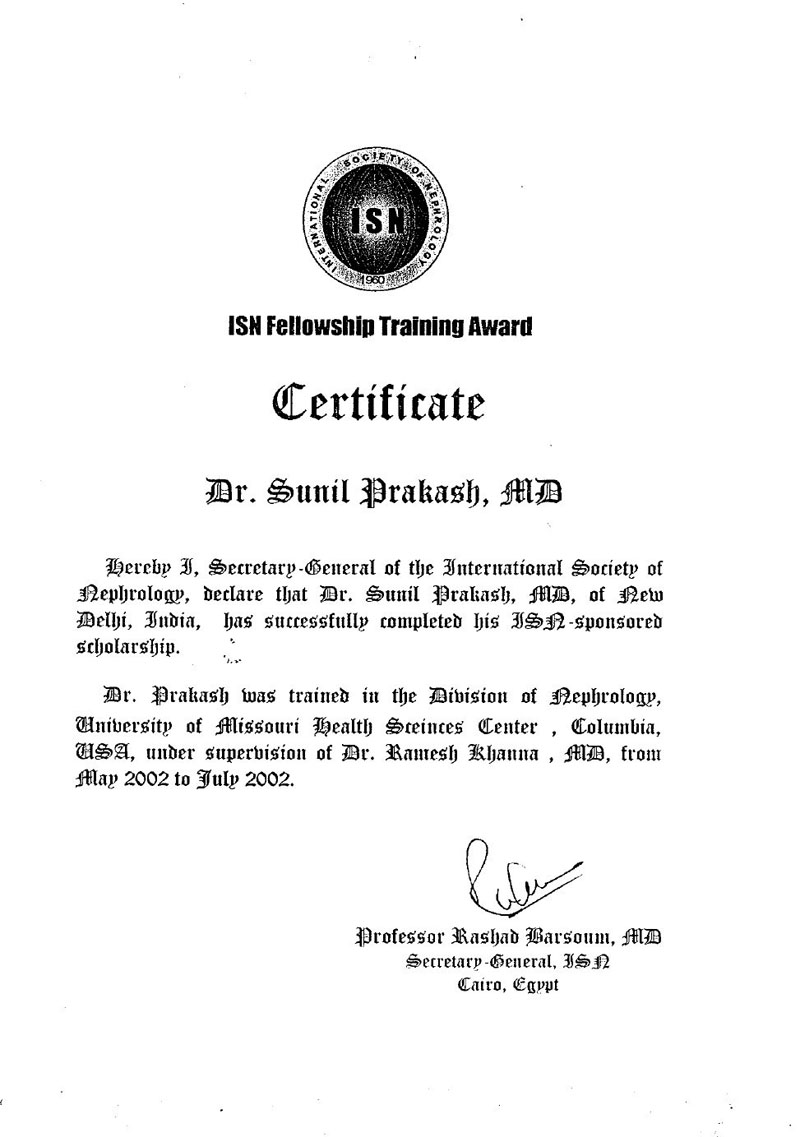 INTERNATIONAL SOCIETY OF NEPHROLOGY
ISN
1960
ISN Fellowship Training Award
Certificate
Dr. Sunil Prakash, MD
Hereby I, Secretary-General of the International Society of
Nephrology, declare that Dr. Sunil Prakash, MD, of New
Delhi, India, has successfully completed his ISN-sponsored
scholarship.
Dr. Prakash was trained in the Division of Nephrology,
University of Missouri Health Sceinces Center , Columbia,
USA, under supervision of Dr. Ramesh Khanna , MD, from
May 2002 to July 2002.
Professor Rashad Barsoum, MD
Secretary-General, ISN
Cairo, Egypt